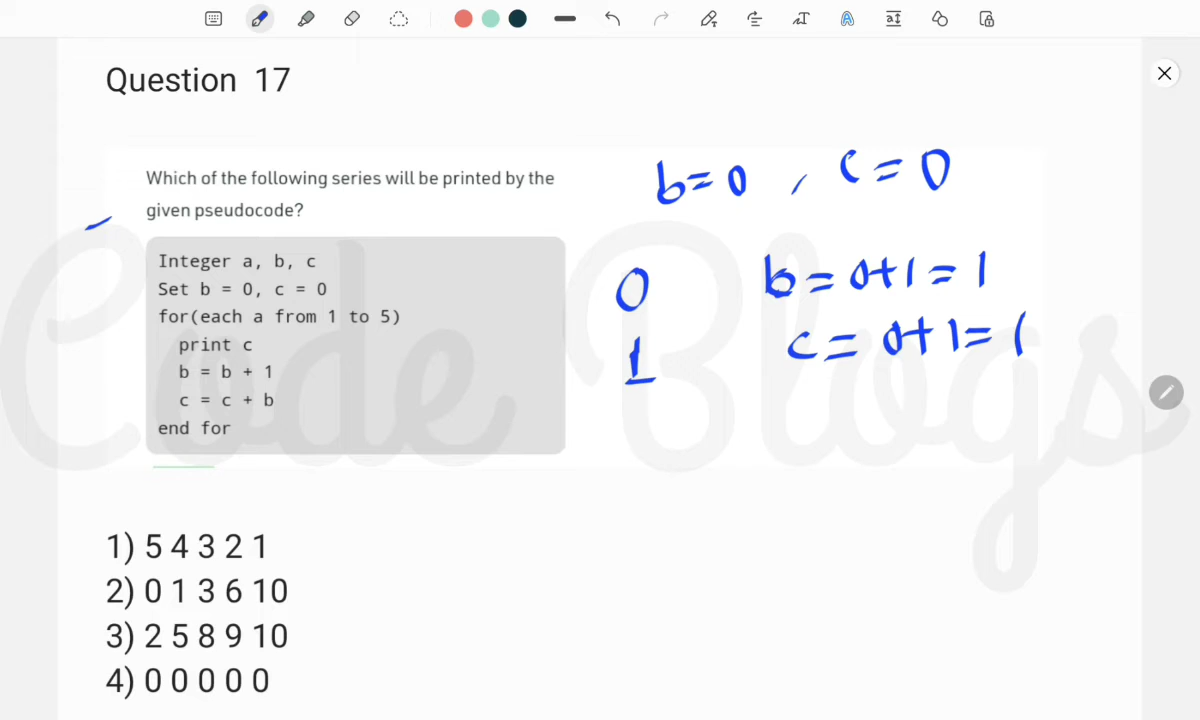 Question 17
Which of the following series will be printed by the
given pseudocode?
Integer a, b, c
Set b = 0, c = 0
for(each a from 1 to 5)
print c
b = b + 1
c = c + b
end for
b=0 , c=0
0
1
b=0+1=1
c=0+1=1
1) 5 4 3 2 1
2) 0 1 3 6 10
3) 2 5 8 9 10
4) 0 0 0 0 0
Code Blogs